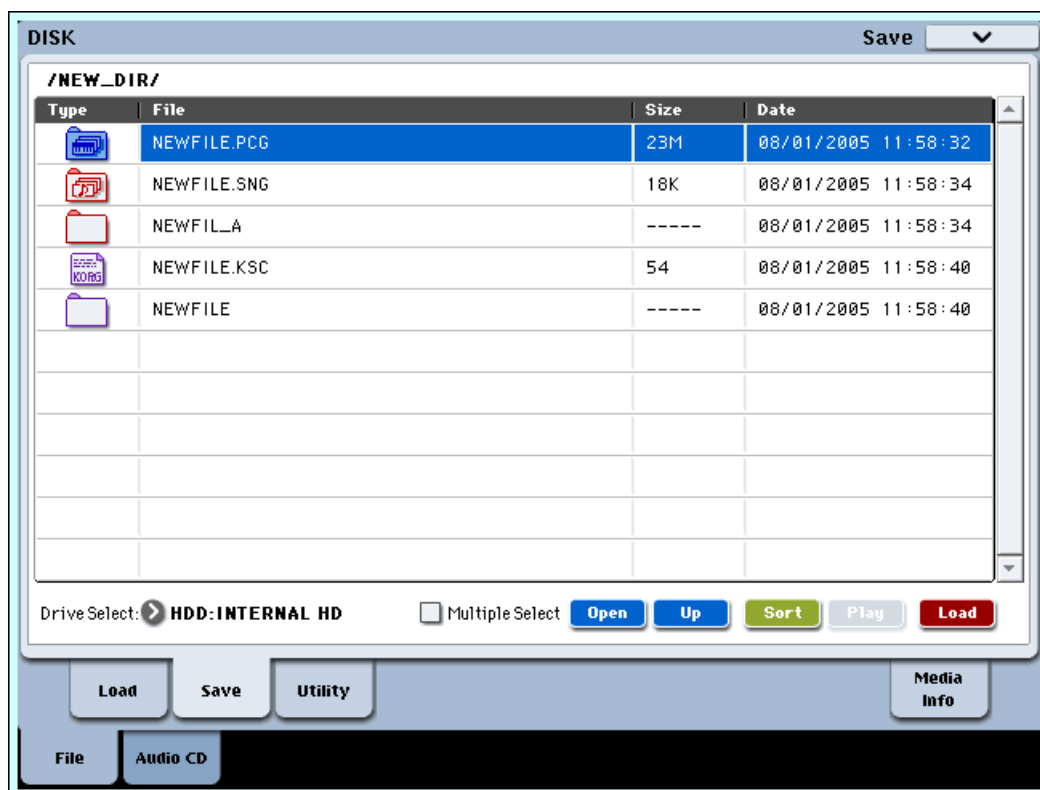 DISK Save
/NEW_DIR/
Type File Size Date
NEWFILE.PCG 23M 08/01/2005 11:58:32
NEWFILE.SNG 18K 08/01/2005 11:58:34
NEWFIL_A ----- 08/01/2005 11:58:34
KORG NEWFILE.KSC 54 08/01/2005 11:58:40
NEWFILE ----- 08/01/2005 11:58:40
Drive Select: HDD:INTERNAL HD Multiple Select Open Up Sort Play Load
Load Save Utility Media
Info
File Audio CD